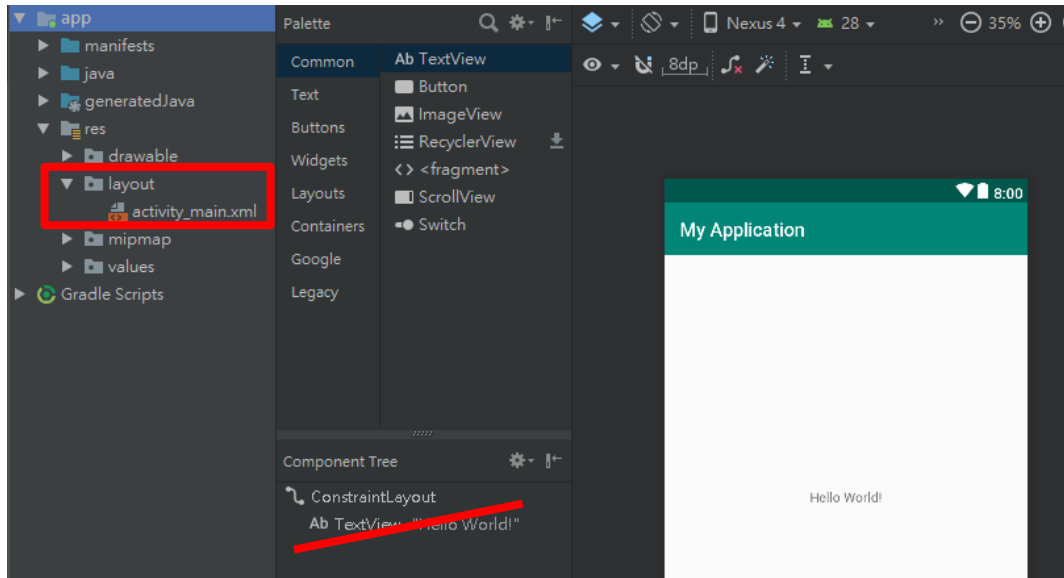 app
manifests
java
generatedJava
res
drawable
layout
activity_main.xml
mipmap
values
Gradle Scripts
Palette
Common
Text
Buttons
Widgets
Layouts
Containers
Google
Legacy
Ab TextView
Button
ImageView
RecyclerView
<fragment>
ScrollView
Switch
Component Tree
ConstraintLayout
Ab TextView "Hello World!"
Nexus 4 28 35%
8dp
8:00
My Application
Hello World!